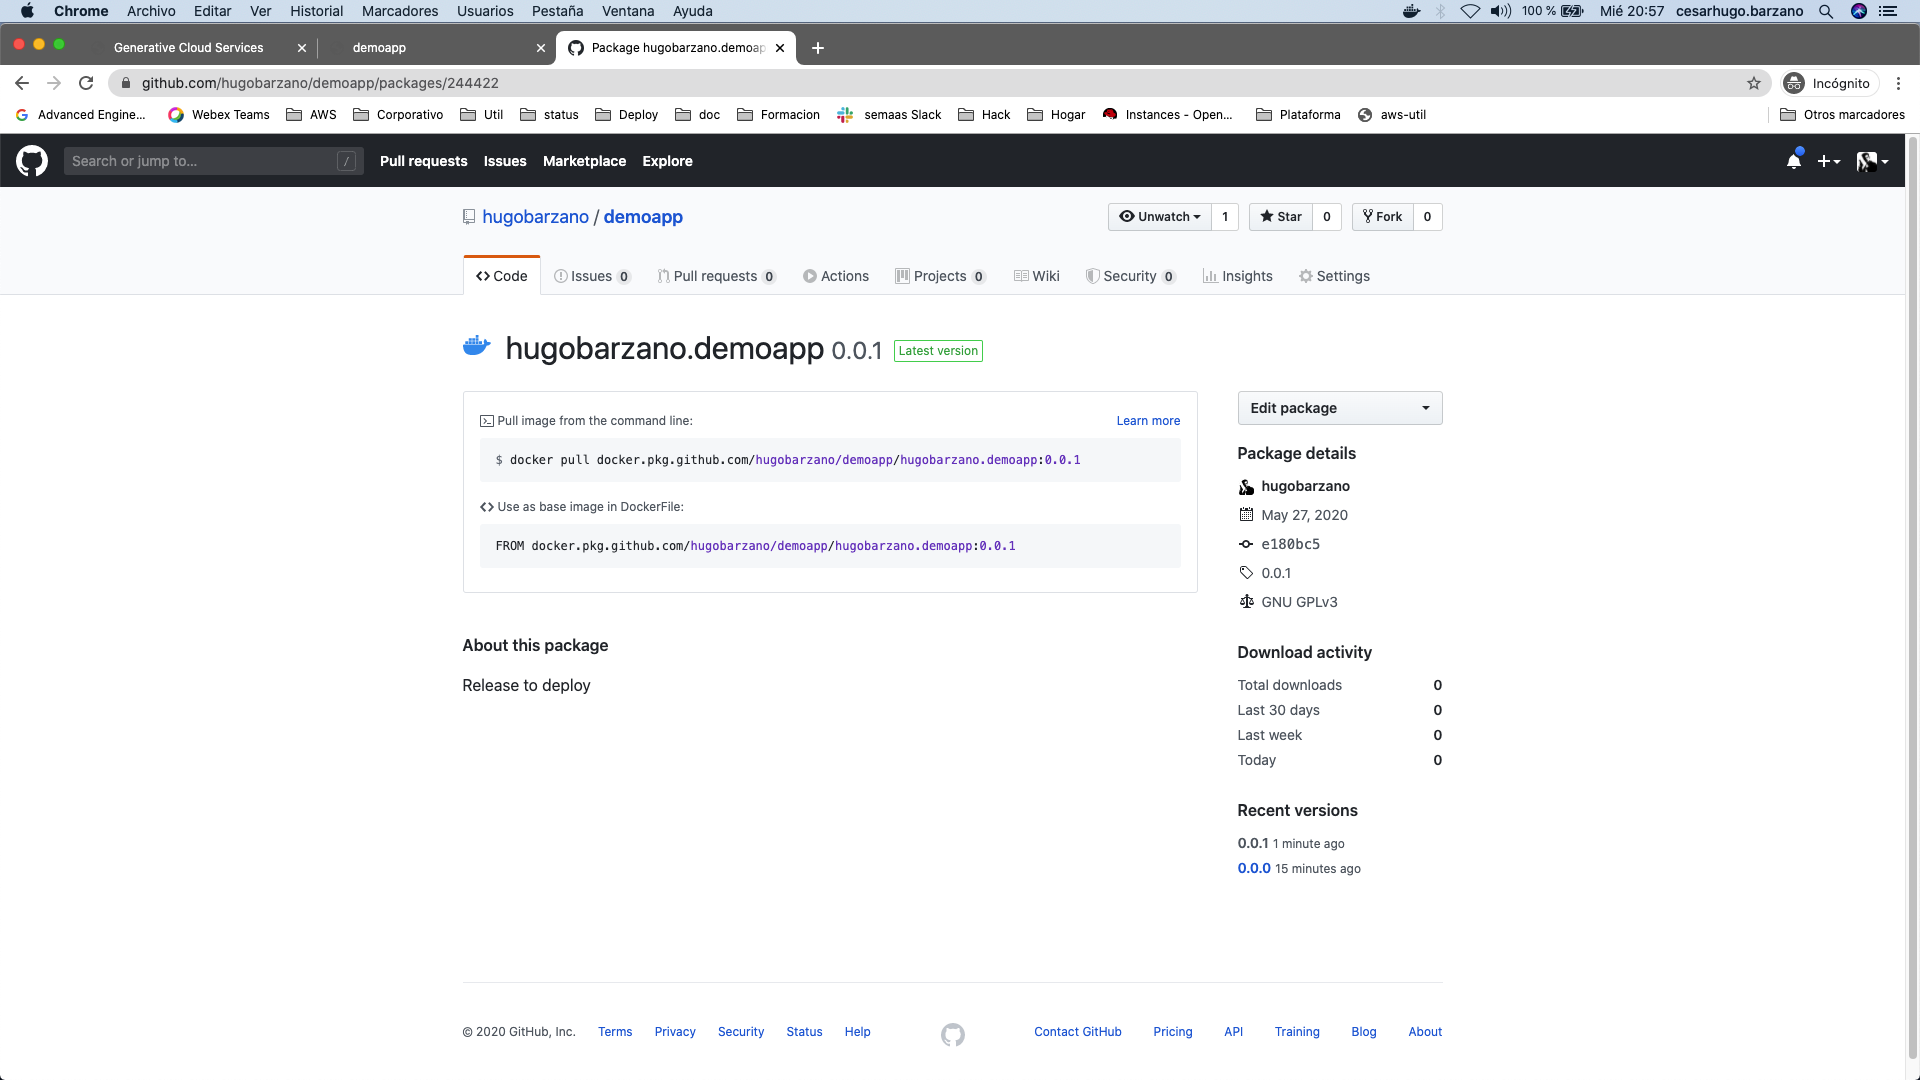 Chrome Archivo Editar Ver Historial Marcadores Usuarios Pestaña Ventana Ayuda 100 % Mié 20:57 cesarhugo.barzano
Generative Cloud Services demoapp Package hugobarzano.demoap
github.com/hugobarzano/demoapp/packages/244422 Incógnito
Advanced Engine... Webex Teams AWS Corporativo Util status Deploy doc Formacion semaas Slack Hack Hogar Instances - Open... Plataforma aws-util Otros marcadores
Search or jump to... / Pull requests Issues Marketplace Explore
hugobarzano / demoapp Unwatch 1 Star 0 Fork 0
Code Issues 0 Pull requests 0 Actions Projects 0 Wiki Security 0 Insights Settings
hugobarzano.demoapp 0.0.1 Latest version
Pull image from the command line: Learn more
$ docker pull docker.pkg.github.com/hugobarzano/demoapp/hugobarzano.demoapp:0.0.1
Use as base image in DockerFile:
FROM docker.pkg.github.com/hugobarzano/demoapp/hugobarzano.demoapp:0.0.1
About this package
Release to deploy
Edit package
Package details
hugobarzano
May 27, 2020
e180bc5
0.0.1
GNU GPLv3
Download activity
Total downloads 0
Last 30 days 0
Last week 0
Today 0
Recent versions
0.0.1 1 minute ago
0.0.0 15 minutes ago
© 2020 GitHub, Inc. Terms Privacy Security Status Help Contact GitHub Pricing API Training Blog About